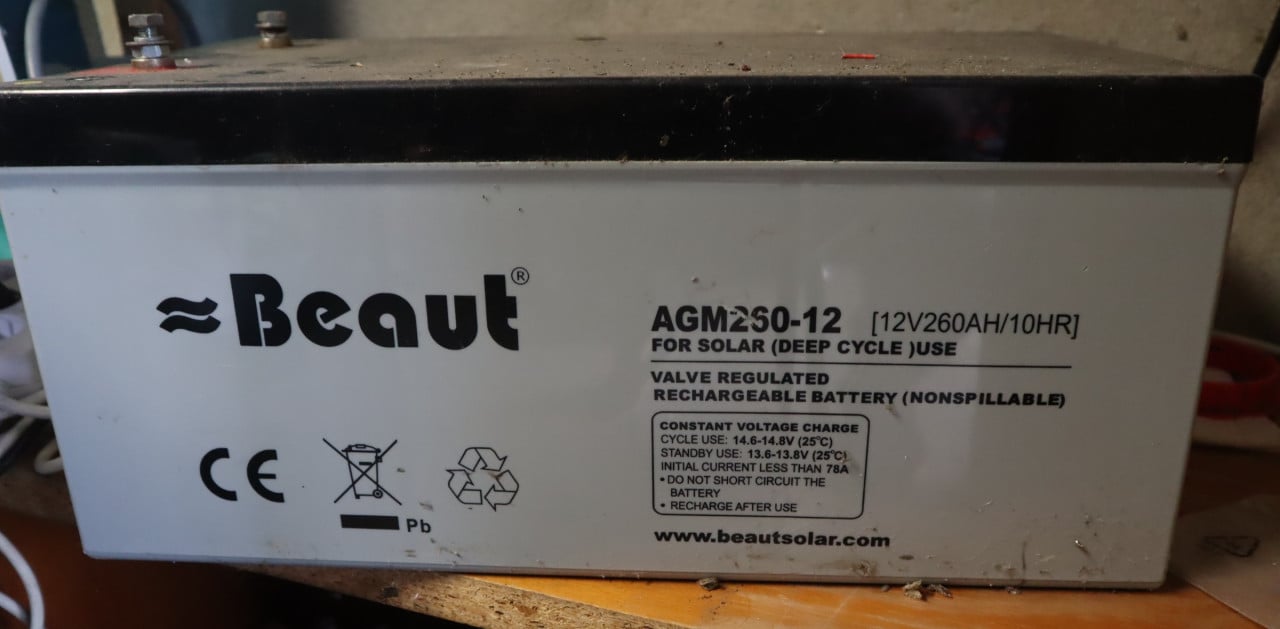 ≈Beaut®
AGM260-12 [12V260AH/10HR]
FOR SOLAR (DEEP CYCLE )USE
VALVE REGULATED
RECHARGEABLE BATTERY (NONSPILLABLE)
CONSTANT VOLTAGE CHARGE
CYCLE USE: 14.6-14.8V (25℃)
STANDBY USE: 13.6-13.8V (25℃)
INITIAL CURRENT LESS THAN 78A
• DO NOT SHORT CIRCUIT THE
BATTERY
• RECHARGE AFTER USE
www.beautsolar.com
CE
Pb